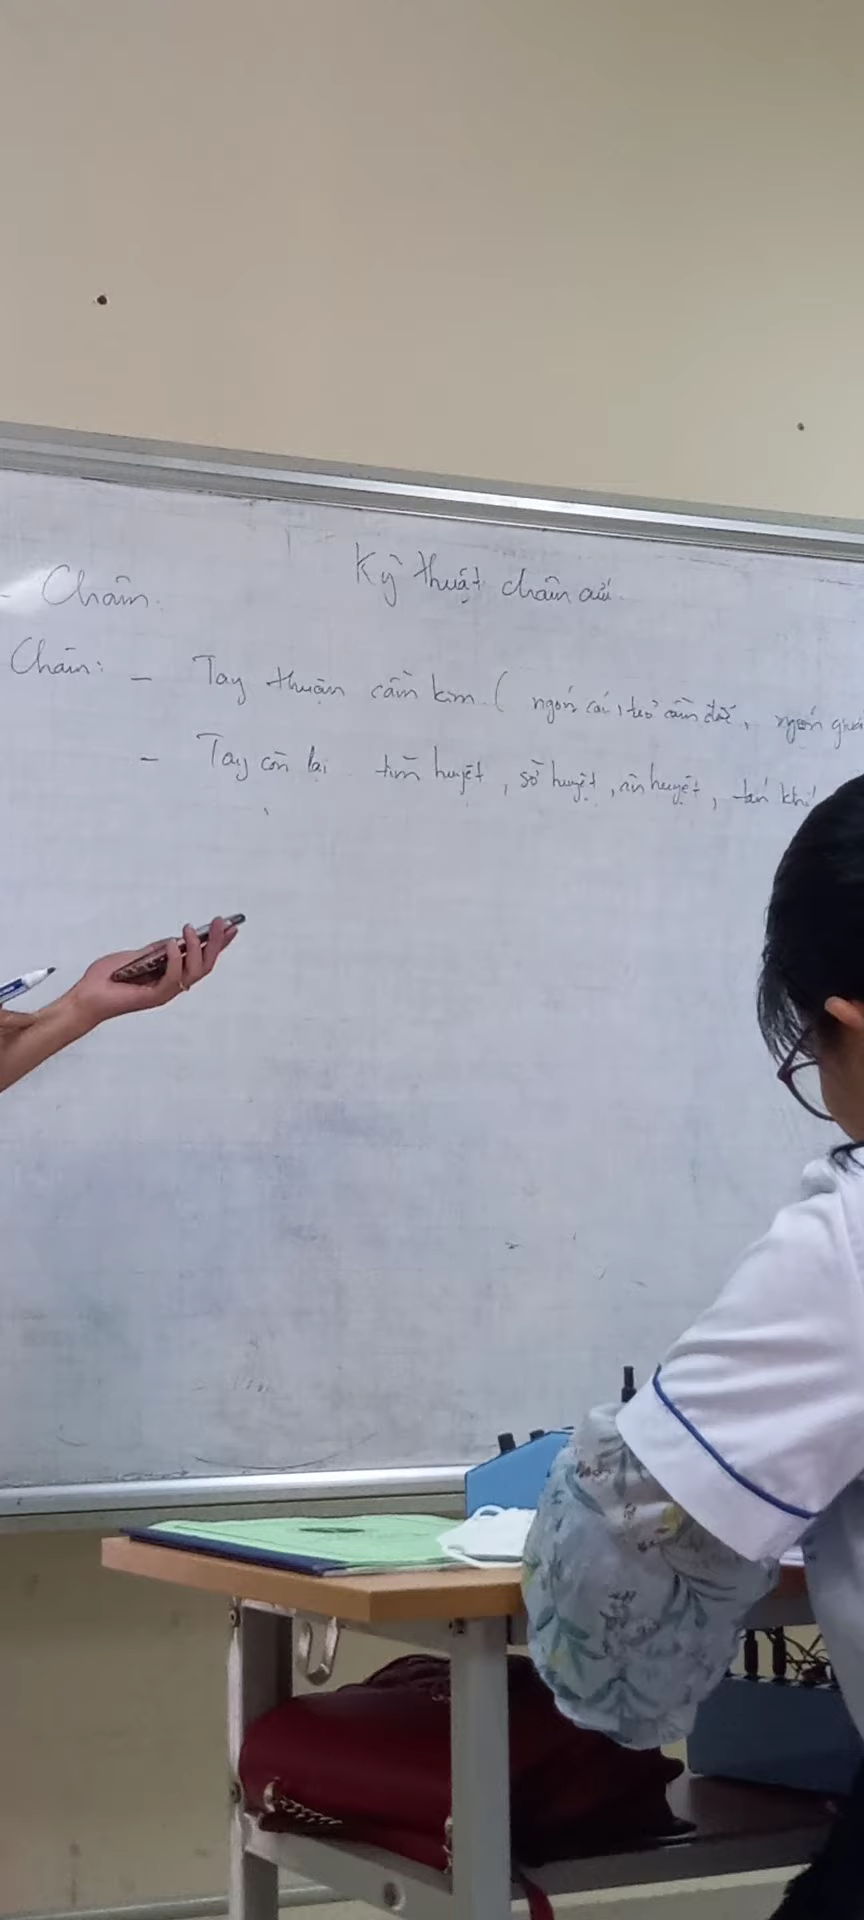 Kỹ thuật châm cứu
- Châm.
Châm: - Tay thuận cầm kim. ( ngón cái, trỏ cầm đốc, ngón giữa
- Tay còn lại tìm huyệt, sờ huyệt, ấn huyệt, tán khí